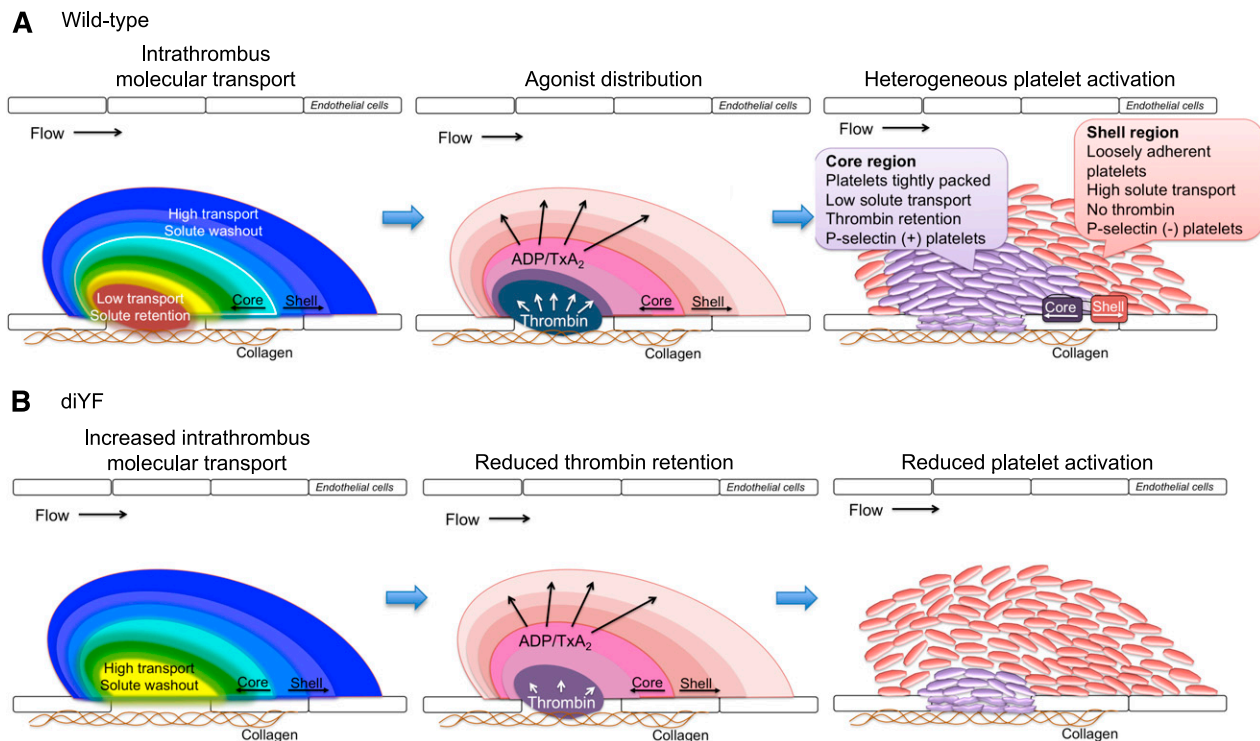 A Wild-type
Intrathrombus
molecular transport
Agonist distribution
Heterogeneous platelet activation
Endothelial cells
Endothelial cells
Endothelial cells
Flow
Flow
Flow
High transport
Solute washout
Low transport
Solute retention
Core
Shell
Collagen
ADP/TxA₂
Thrombin
Core
Shell
Collagen
Core region
Platelets tightly packed
Low solute transport
Thrombin retention
P-selectin (+) platelets
Shell region
Loosely adherent
platelets
High solute transport
No thrombin
P-selectin (-) platelets
Core
Shell
Collagen
B diYF
Increased intrathrombus
molecular transport
Reduced thrombin retention
Reduced platelet activation
Endothelial cells
Endothelial cells
Endothelial cells
Flow
Flow
Flow
High transport
Solute washout
Core
Shell
Collagen
ADP/TxA₂
Thrombin
Core
Shell
Collagen
Collagen